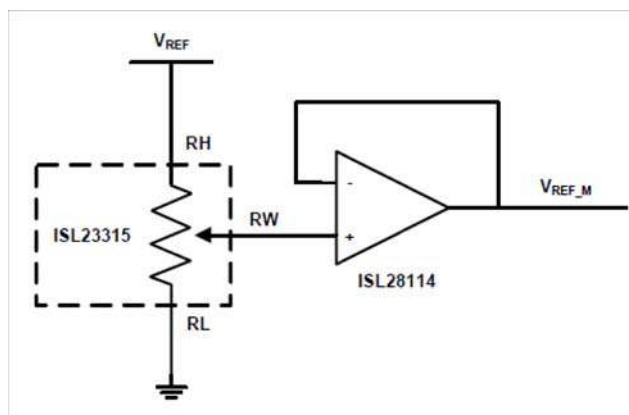 VREF
RH
ISL23315
RW
RL
-
+
VREF_M
ISL28114